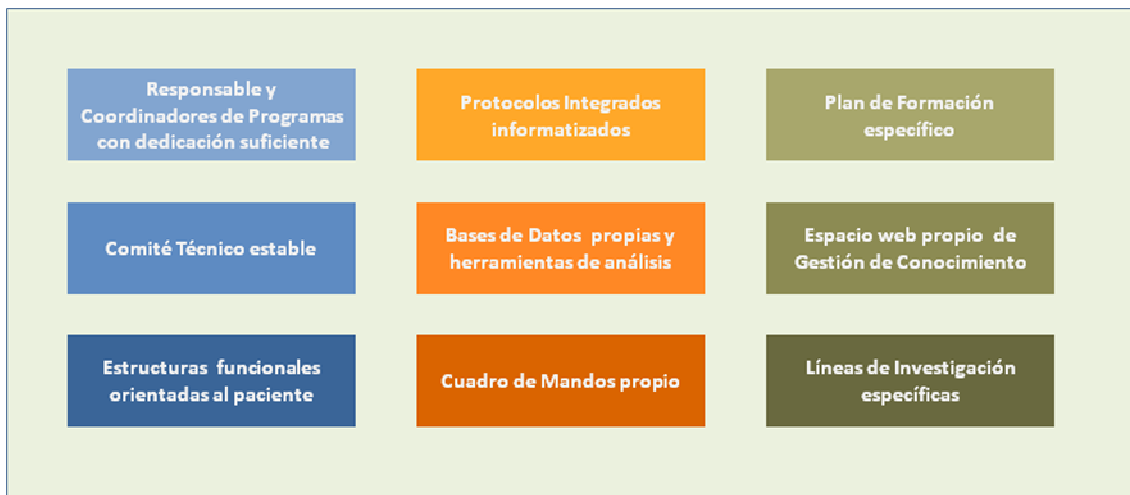 Responsable y
Coordinadores de Programas
con dedicación suficiente
Protocolos Integrados
informatizados
Plan de Formación
específico
Comité Técnico estable
Bases de Datos propias y
herramientas de análisis
Espacio web propio de
Gestión de Conocimiento
Estructuras funcionales
orientadas al paciente
Cuadro de Mandos propio
Líneas de Investigación
específicas